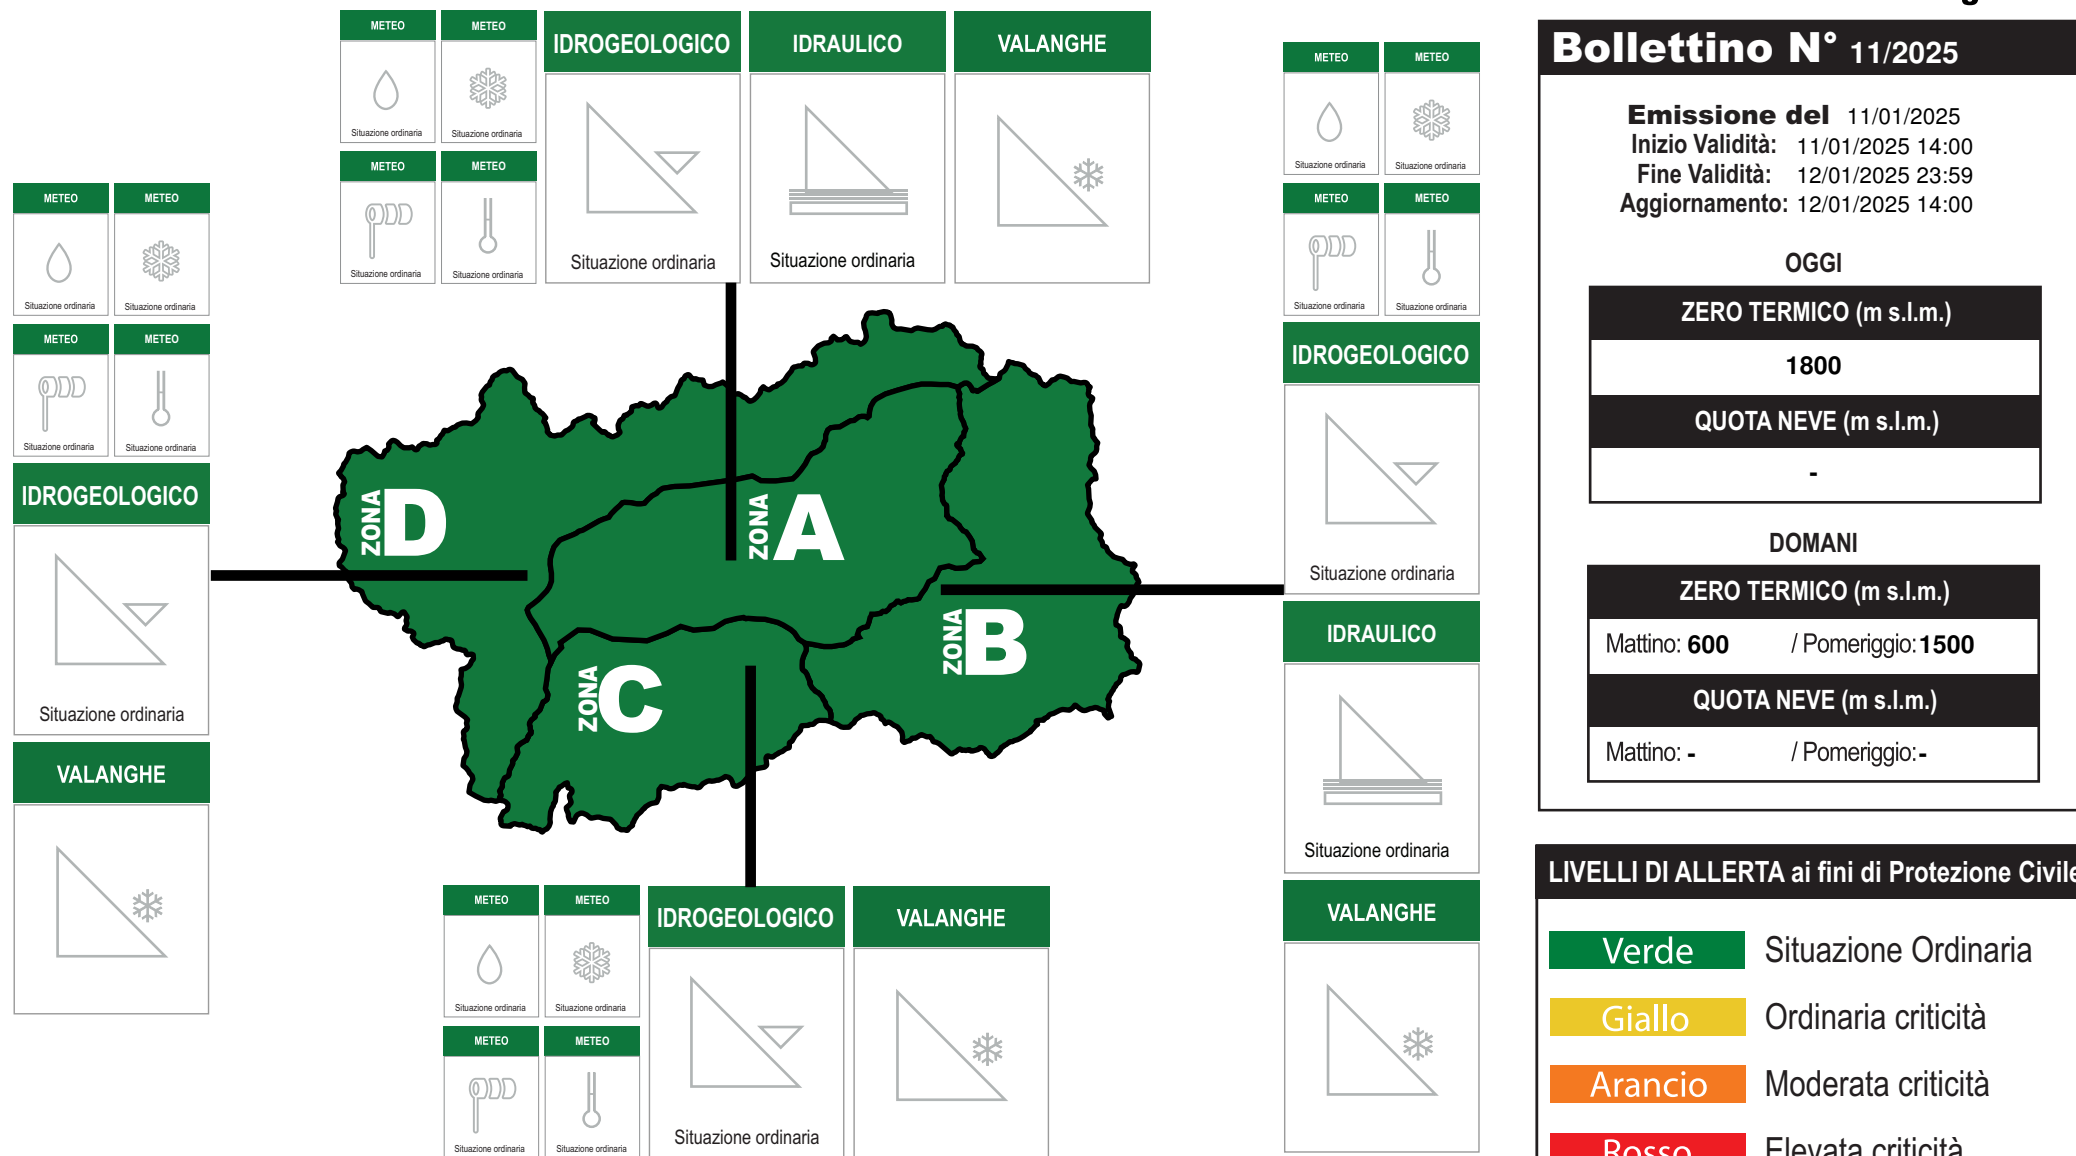 METEO
METEO
Situazione ordinaria
Situazione ordinaria
METEO
METEO
Situazione ordinaria
Situazione ordinaria
IDROGEOLOGICO
Situazione ordinaria
IDRAULICO
Situazione ordinaria
VALANGHE
METEO
METEO
Situazione ordinaria
Situazione ordinaria
METEO
METEO
Situazione ordinaria
Situazione ordinaria
IDROGEOLOGICO
Situazione ordinaria
VALANGHE
ZONA D
ZONA A
ZONA B
ZONA C
METEO
METEO
Situazione ordinaria
Situazione ordinaria
METEO
METEO
Situazione ordinaria
Situazione ordinaria
IDROGEOLOGICO
Situazione ordinaria
IDRAULICO
Situazione ordinaria
VALANGHE
METEO
METEO
Situazione ordinaria
Situazione ordinaria
METEO
METEO
Situazione ordinaria
Situazione ordinaria
IDROGEOLOGICO
Situazione ordinaria
VALANGHE
Bollettino N° 11/2025
Emissione del 11/01/2025
Inizio Validità: 11/01/2025 14:00
Fine Validità: 12/01/2025 23:59
Aggiornamento: 12/01/2025 14:00
OGGI
ZERO TERMICO (m s.l.m.)
1800
QUOTA NEVE (m s.l.m.)
-
DOMANI
ZERO TERMICO (m s.l.m.)
Mattino: 600 / Pomeriggio: 1500
QUOTA NEVE (m s.l.m.)
Mattino: - / Pomeriggio: -
LIVELLI DI ALLERTA ai fini di Protezione Civile
Verde Situazione Ordinaria
Giallo Ordinaria criticità
Arancio Moderata criticità
Rosso Elevata criticità